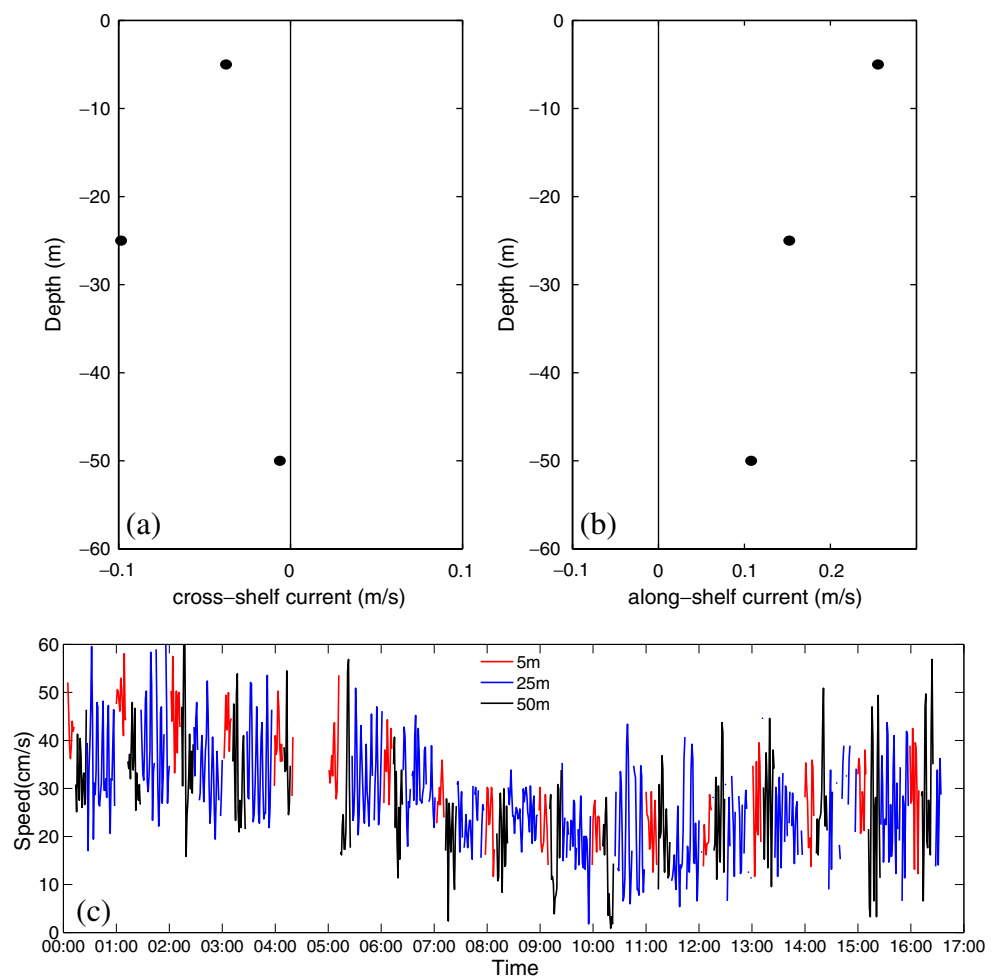 0
−10
−20
−30
−40
−50
−60
Depth (m)
(a)
−0.1
0
0.1
cross−shelf current (m/s)
0
−10
−20
−30
−40
−50
−60
Depth (m)
(b)
−0.1
0
0.1
0.2
along−shelf current (m/s)
60
50
40
30
20
10
0
Speed(cm/s)
5m
25m
50m
(c)
00:00 01:00 02:00 03:00 04:00 05:00 06:00 07:00 08:00 09:00 10:00 11:00 12:00 13:00 14:00 15:00 16:00 17:00
Time